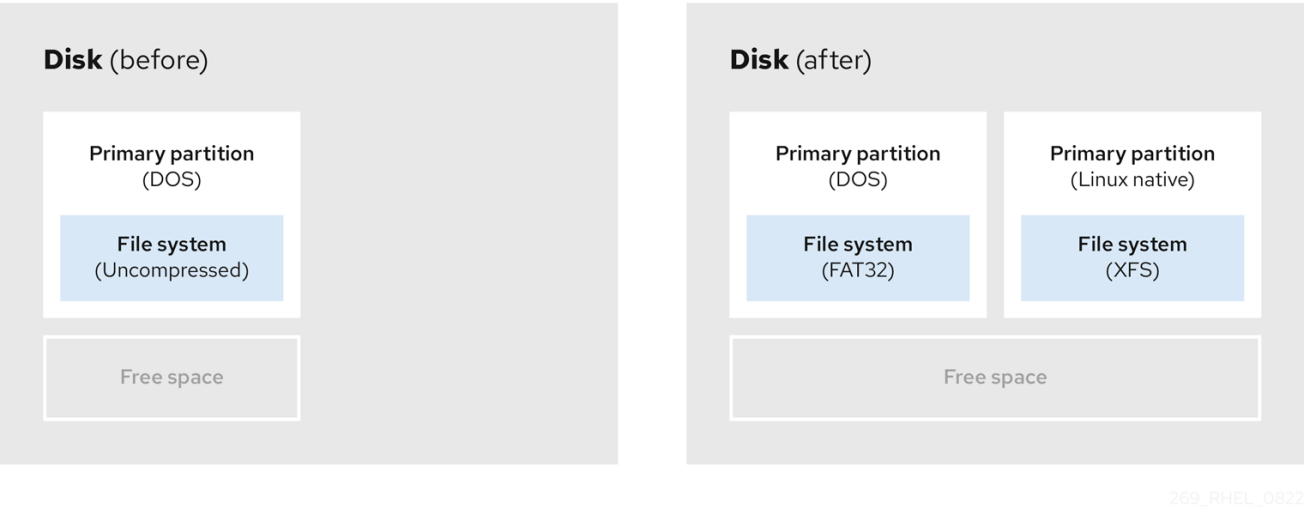 Disk (before)
Primary partition
(DOS)
File system
(Uncompressed)
Free space
Disk (after)
Primary partition
(DOS)
File system
(FAT32)
Primary partition
(Linux native)
File system
(XFS)
Free space
269_RHEL_0822